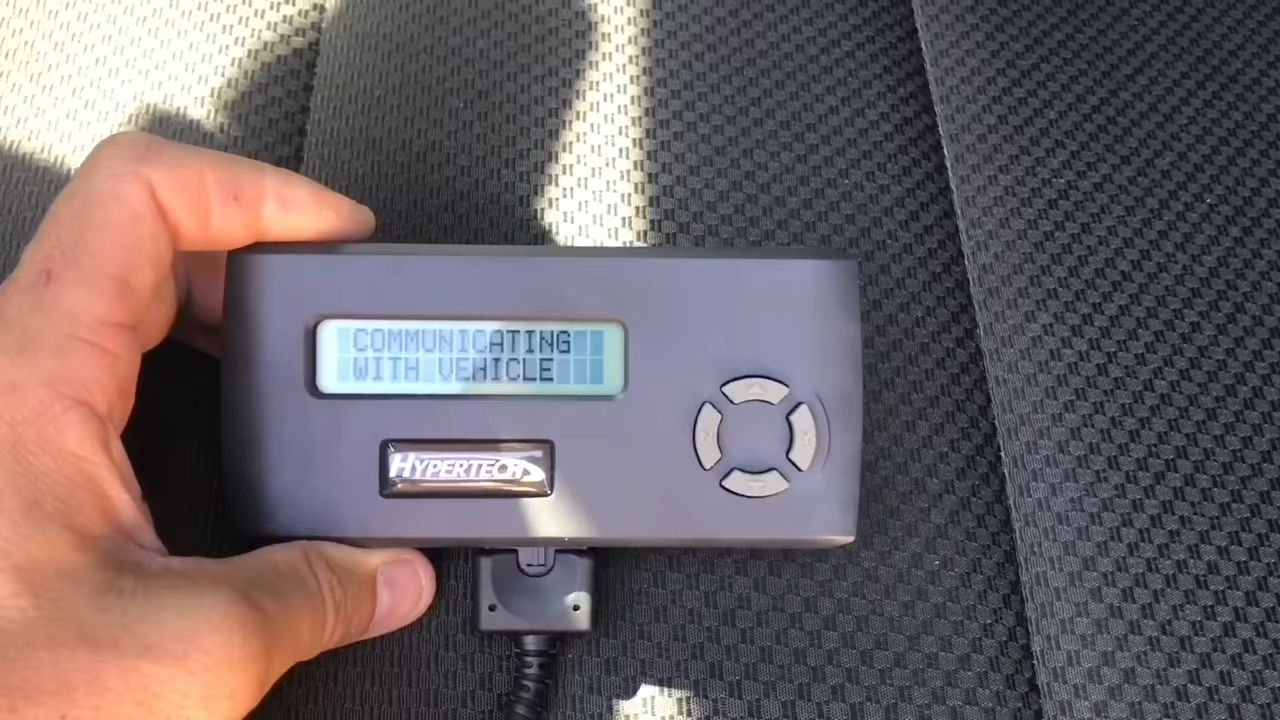 COMMUNICATING
WITH VEHICLE
HYPERTECH
N
Y